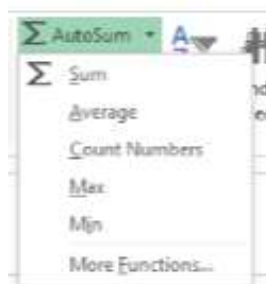 Σ AutoSum
Σ Sum
Average
Count Numbers
Max
Min
More Functions...